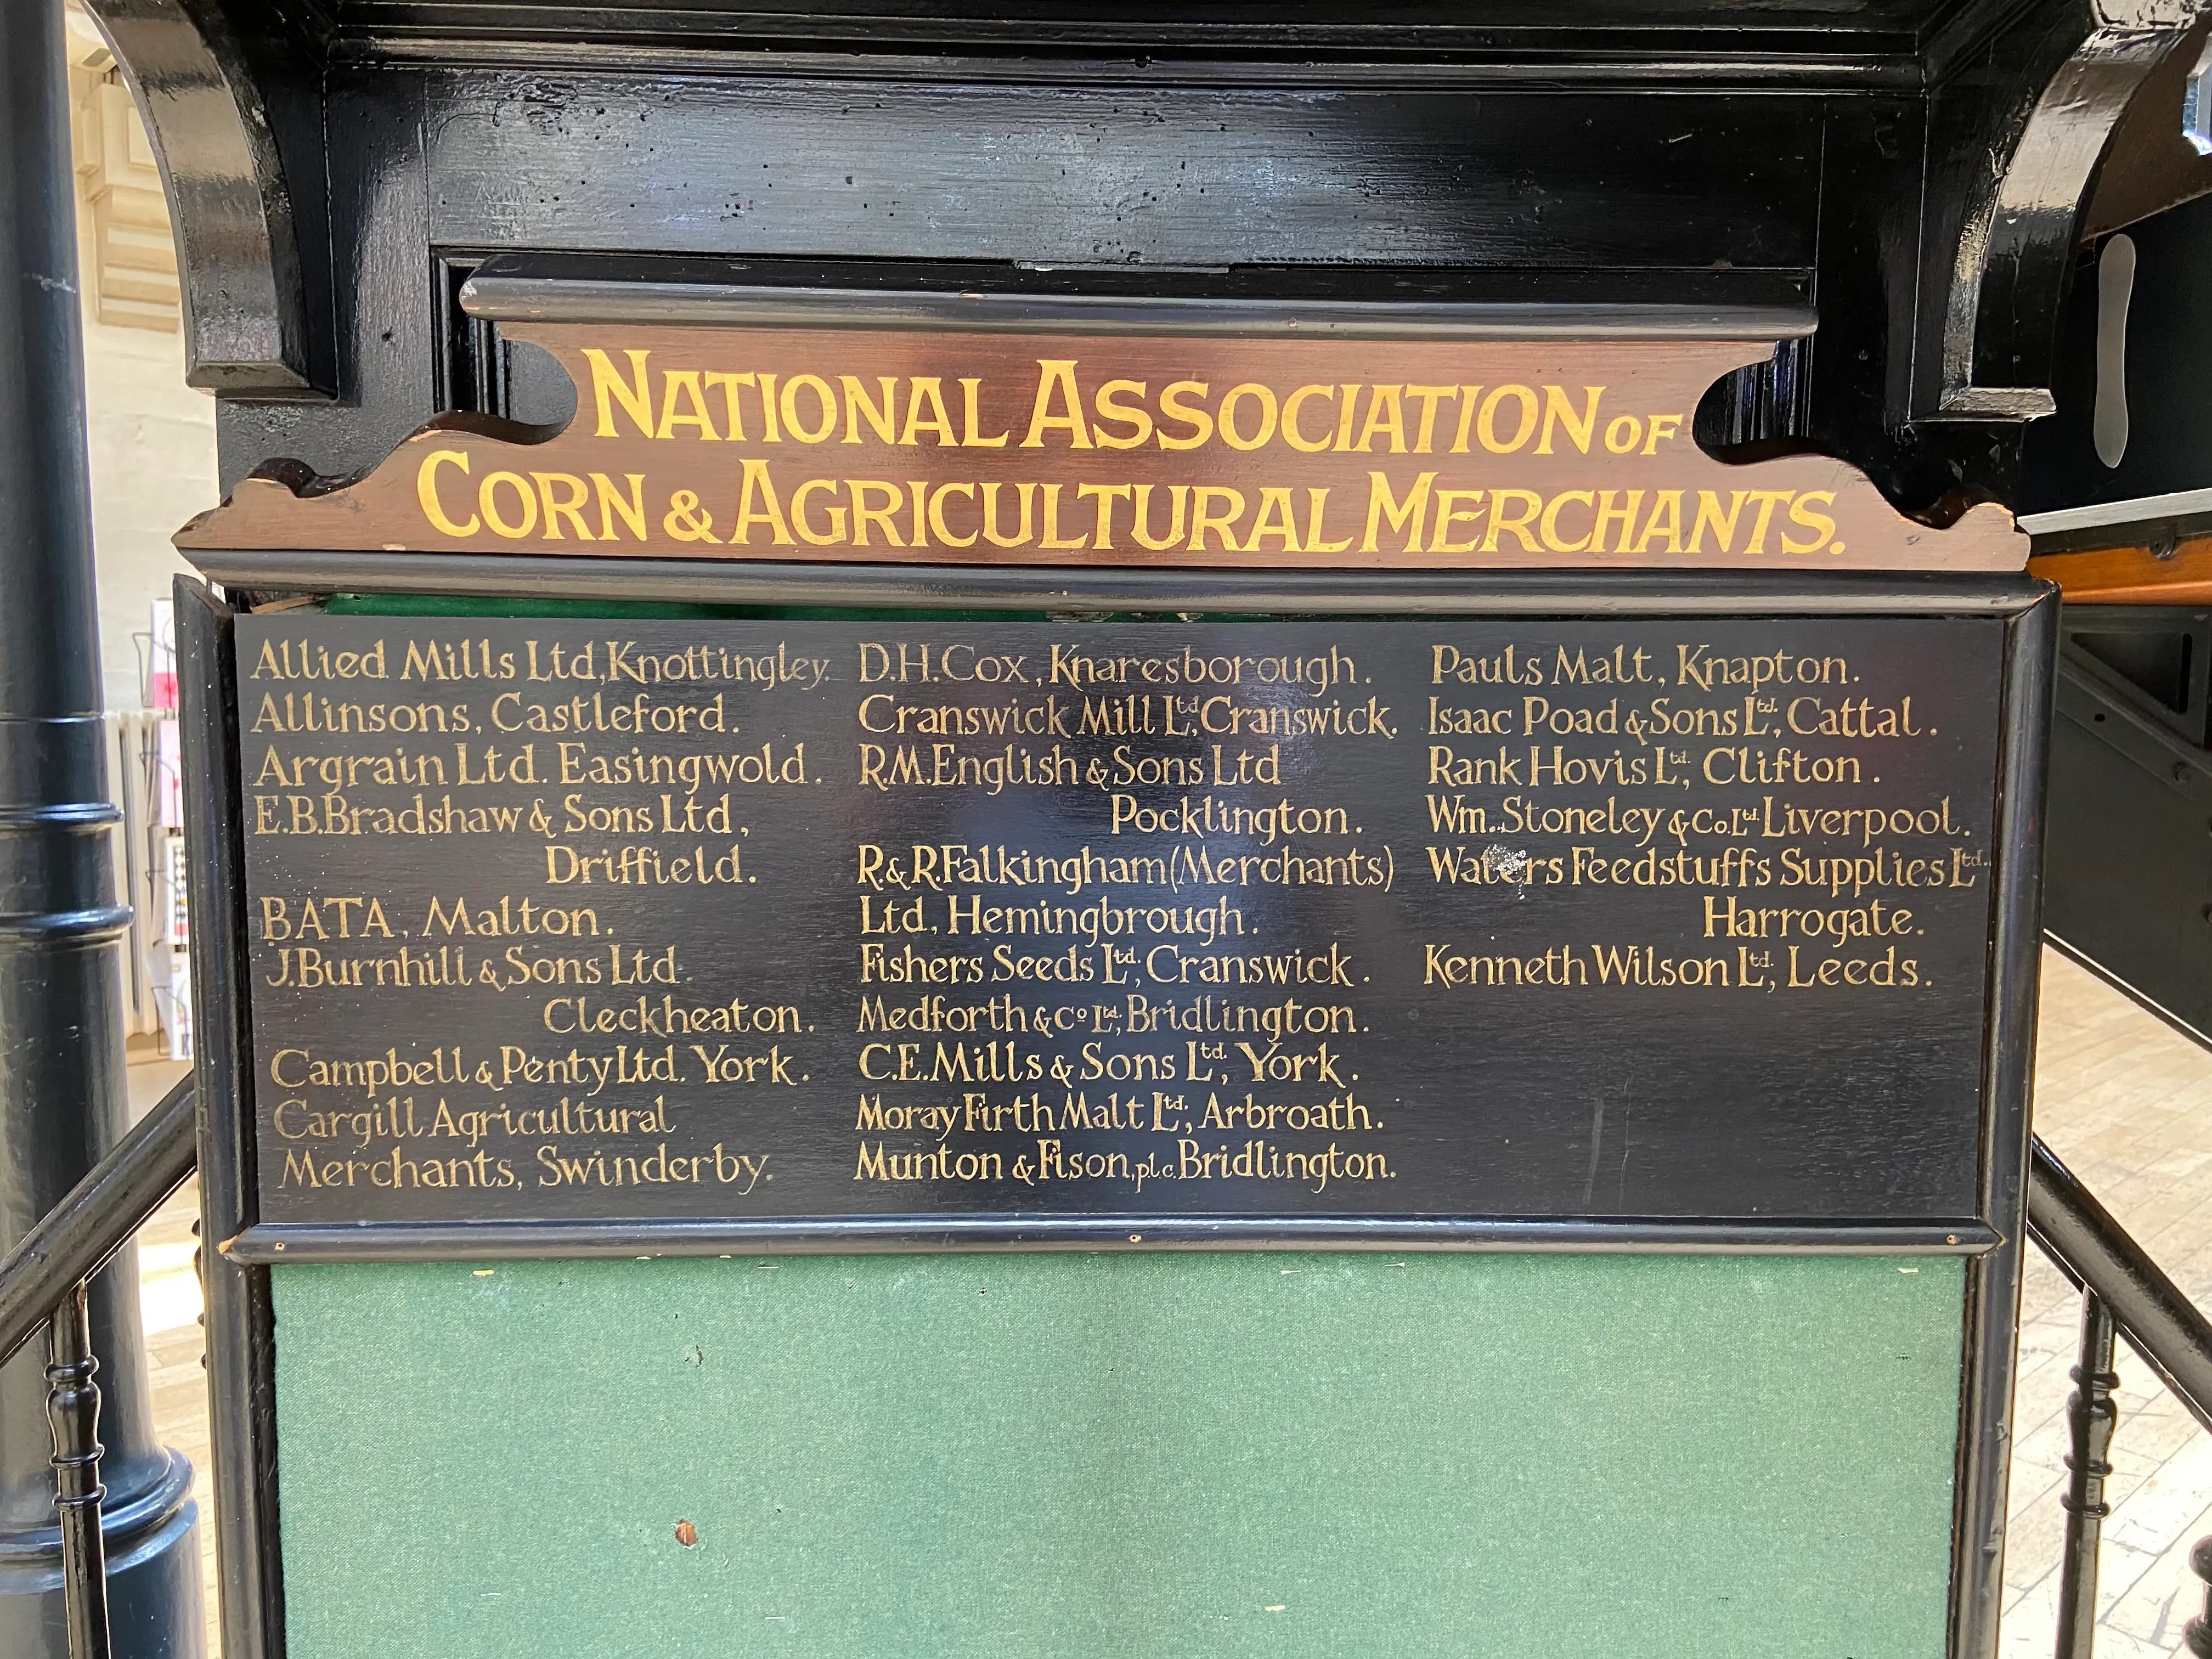 NATIONAL ASSOCIATION OF
CORN & AGRICULTURAL MERCHANTS.
Allied Mills Ltd, Knottingley.
Allinsons, Castleford.
Argrain Ltd. Easingwold.
E.B. Bradshaw & Sons Ltd,
Driffield.
BATA, Malton.
J. Burnhill & Sons Ltd.
Cleckheaton.
Campbell & Penty Ltd. York.
Cargill Agricultural
Merchants, Swinderby.
D.H. Cox, Knaresborough.
Cranswick Mill Ltd, Cranswick.
R.M. English & Sons Ltd
Pocklington.
R & R. Falkingham (Merchants)
Ltd, Hemingbrough.
Fishers Seeds Ltd, Cranswick.
Medforth & Co Ltd, Bridlington.
C.E. Mills & Sons Ltd, York.
Moray Firth Malt Ltd, Arbroath.
Munton & Fison, p.l.c. Bridlington.
Pauls Malt, Knapton.
Isaac Poad & Sons Ltd, Cattal.
Rank Hovis Ltd, Clifton.
Wm. Stoneley & Co. Ltd. Liverpool.
Waters Feedstuffs Supplies Ltd.
Harrogate.
Kenneth Wilson Ltd, Leeds.